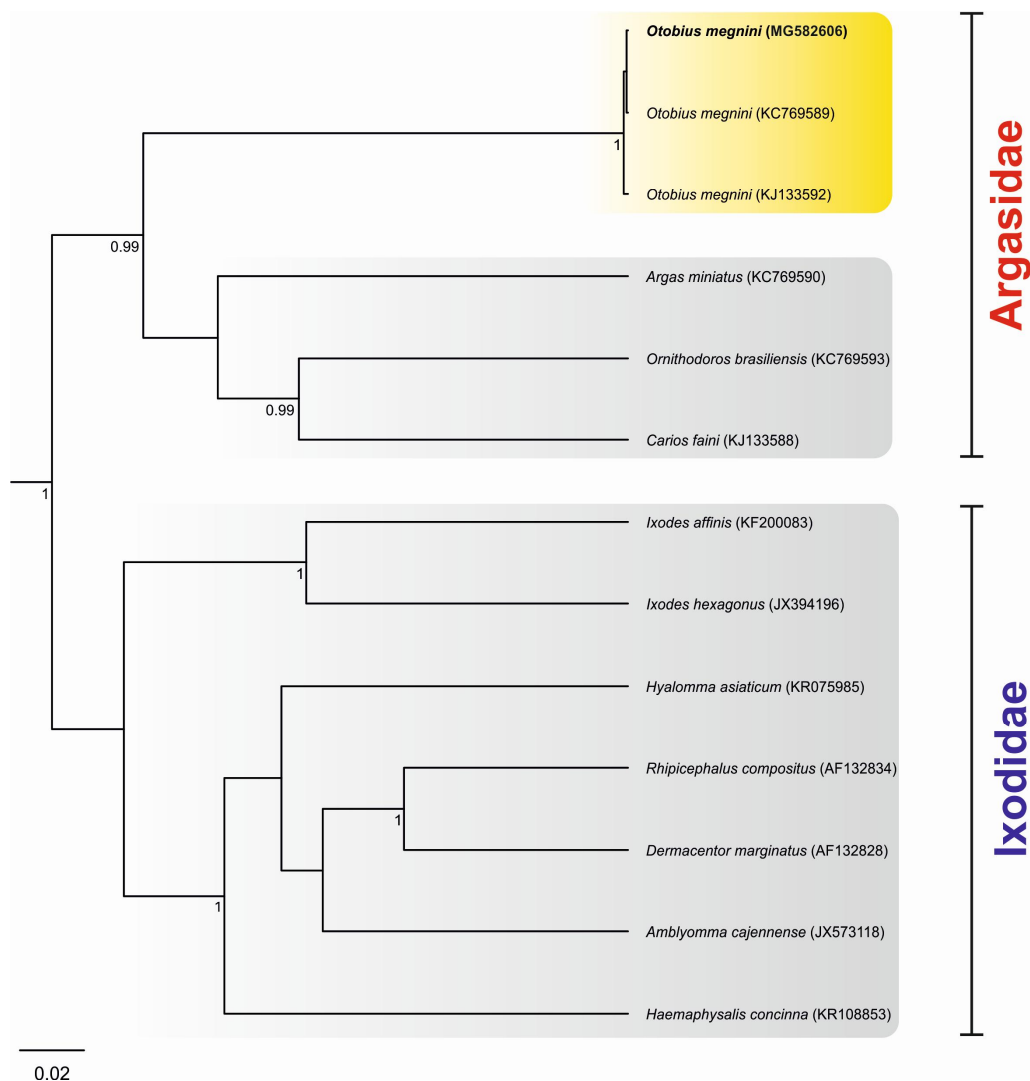 Otobius megnini (MG582606)
Otobius megnini (KC769589)
1
Otobius megnini (KJ133592)
0.99
Argas miniatus (KC769590)
Ornithodoros brasiliensis (KC769593)
0.99
Carios faini (KJ133588)
Argasidae
1
Ixodes affinis (KF200083)
1
Ixodes hexagonus (JX394196)
Hyalomma asiaticum (KR075985)
Rhipicephalus compositus (AF132834)
1
Dermacentor marginatus (AF132828)
1
Amblyomma cajennense (JX573118)
Haemaphysalis concinna (KR108853)
Ixodidae
0.02